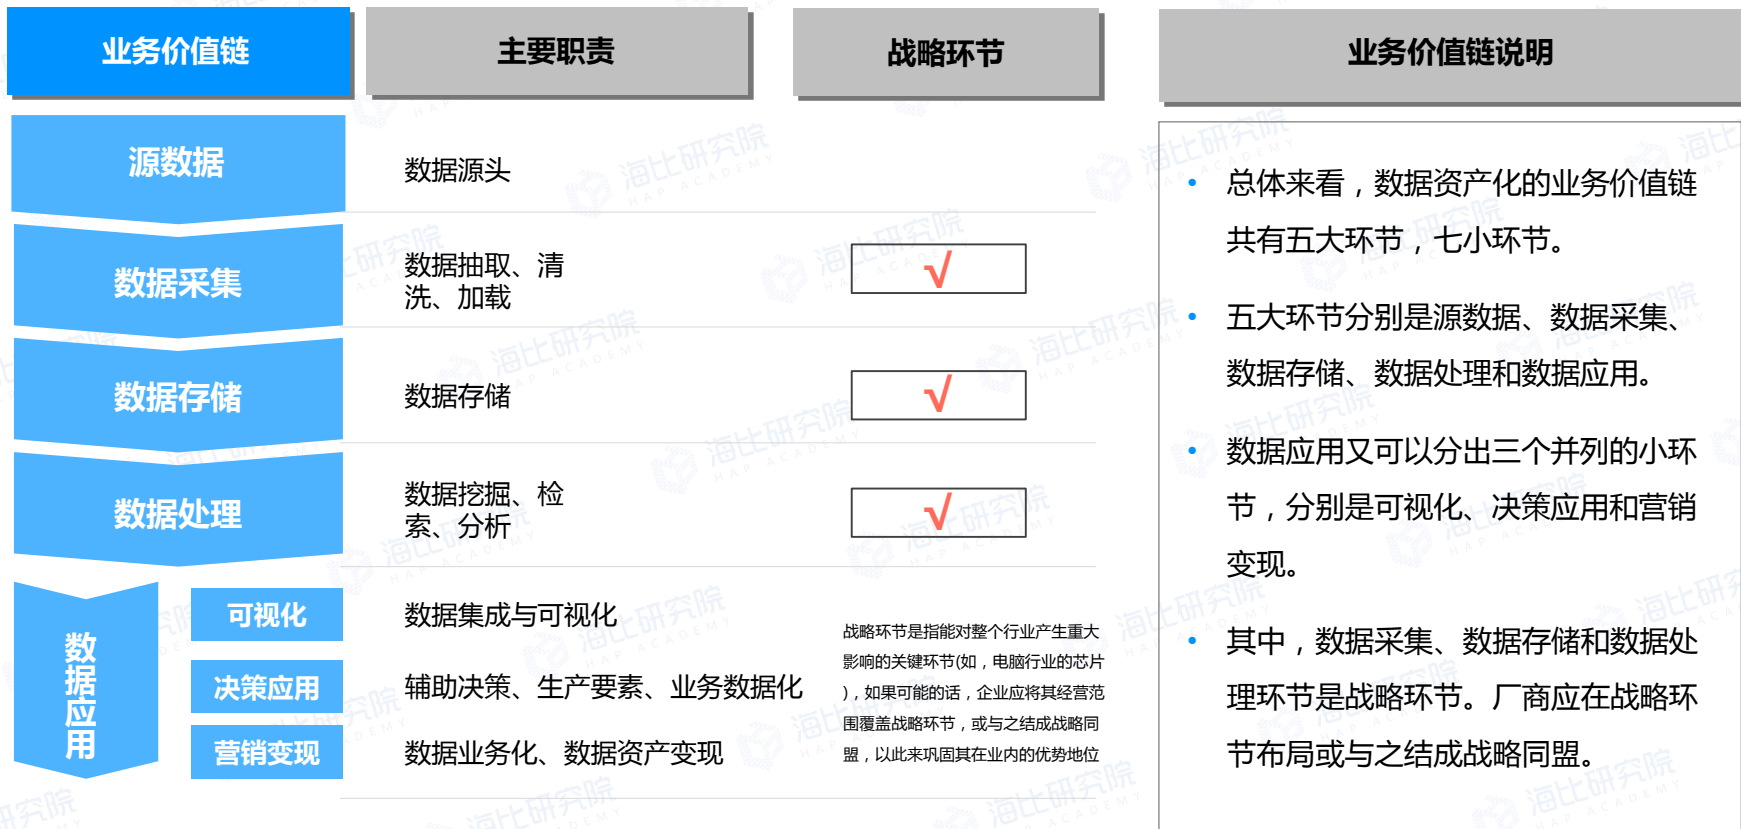 业务价值链
主要职责
战略环节
业务价值链说明
源数据
数据源头
数据采集
数据抽取、清
洗、加载
√
数据存储
数据存储
√
数据处理
数据挖掘、检
索、分析
√
数据应用
可视化
数据集成与可视化
决策应用
辅助决策、生产要素、业务数据化
营销变现
数据业务化、数据资产变现
战略环节是指能对整个行业产生重大
影响的关键环节(如，电脑行业的芯片
)，如果可能的话，企业应将其经营范
围覆盖战略环节，或与之结成战略同
盟，以此来巩固其在业内的优势地位
• 总体来看，数据资产化的业务价值链
共有五大环节，七小环节。
• 五大环节分别是源数据、数据采集、
数据存储、数据处理和数据应用。
• 数据应用又可以分出三个并列的小环
节，分别是可视化、决策应用和营销
变现。
• 其中，数据采集、数据存储和数据处
理环节是战略环节。厂商应在战略环
节布局或与之结成战略同盟。
海比研究院
HAP ACADEMY